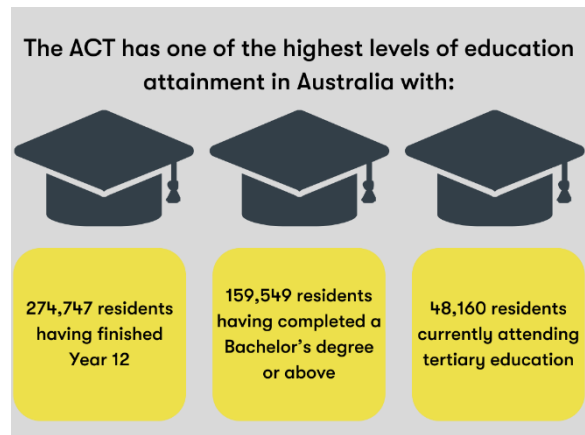 The ACT has one of the highest levels of education
attainment in Australia with:
274,747 residents
having finished
Year 12
159,549 residents
having completed a
Bachelor's degree
or above
48,160 residents
currently attending
tertiary education